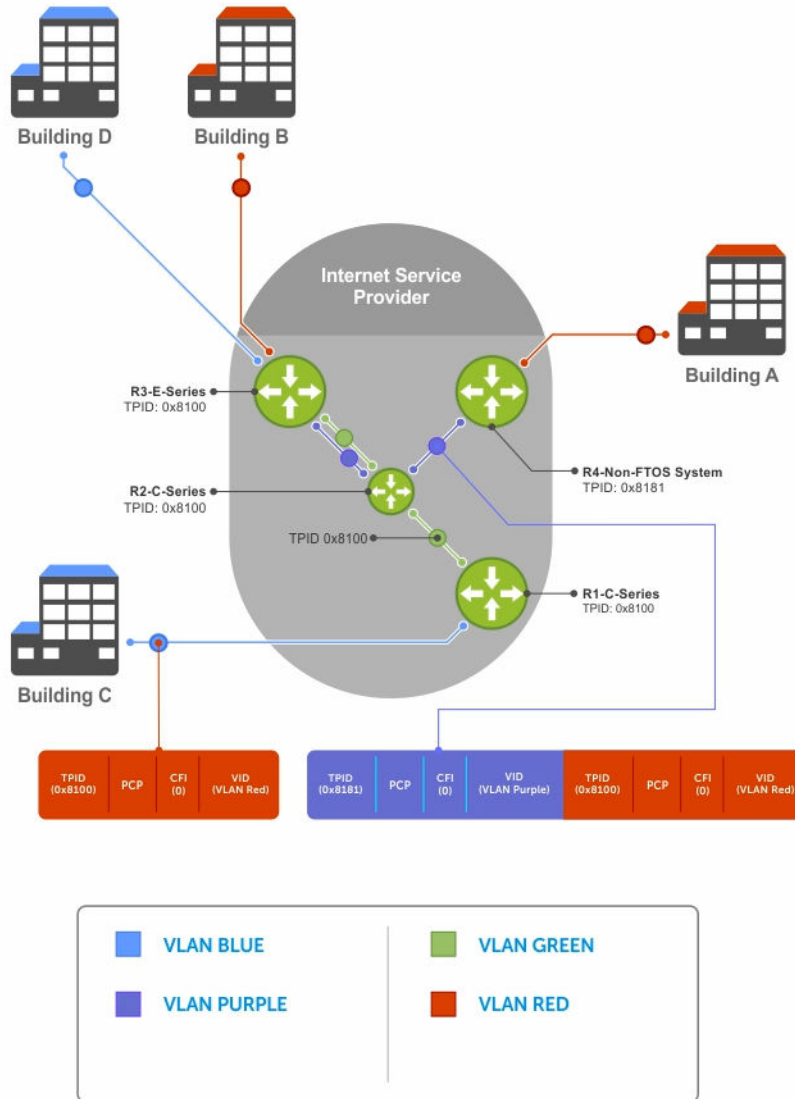 Building D
Building B
Internet Service
Provider
Building A
R3-E-Series
TPID: 0x8100
R4-Non-FTOS System
TPID: 0x8181
R2-C-Series
TPID: 0x8100
TPID 0x8100
R1-C-Series
TPID: 0x8100
Building C
TPID
(0x8100)
PCP
CFI
(0)
VID
(VLAN Red)
TPID
(0x8181)
PCP
CFI
(0)
VID
(VLAN Purple)
TPID
(0x8100)
PCP
CFI
(0)
VID
(VLAN Red)
VLAN BLUE
VLAN GREEN
VLAN PURPLE
VLAN RED